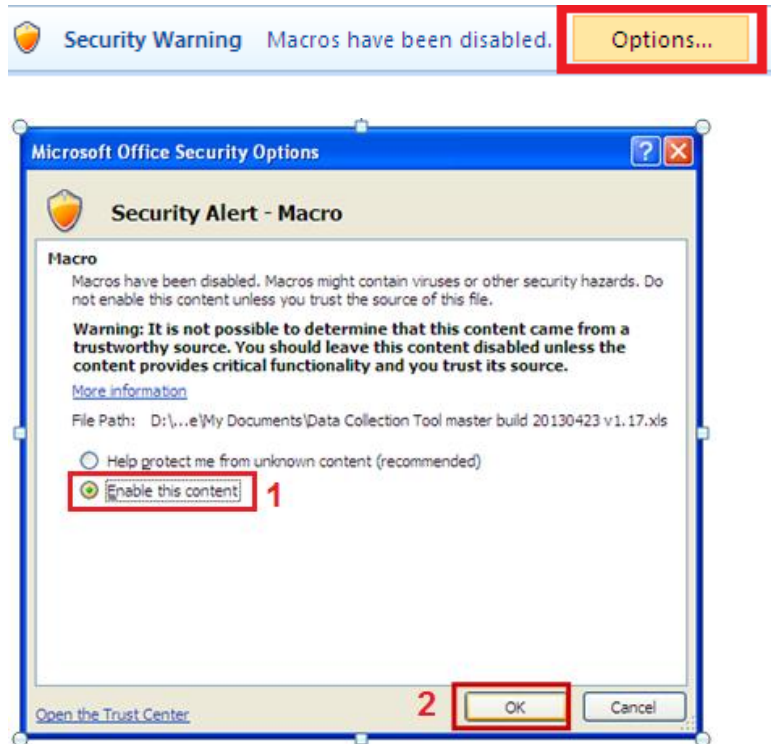 Security Warning Macros have been disabled. Options...
Microsoft Office Security Options
Security Alert - Macro
Macro
Macros have been disabled. Macros might contain viruses or other security hazards. Do
not enable this content unless you trust the source of this file.
Warning: It is not possible to determine that this content came from a
trustworthy source. You should leave this content disabled unless the
content provides critical functionality and you trust its source.
More information
File Path: D:\...e\My Documents\Data Collection Tool master build 20130423 v1.17.xls
Help protect me from unknown content (recommended)
Enable this content 1
Open the Trust Center 2 OK Cancel